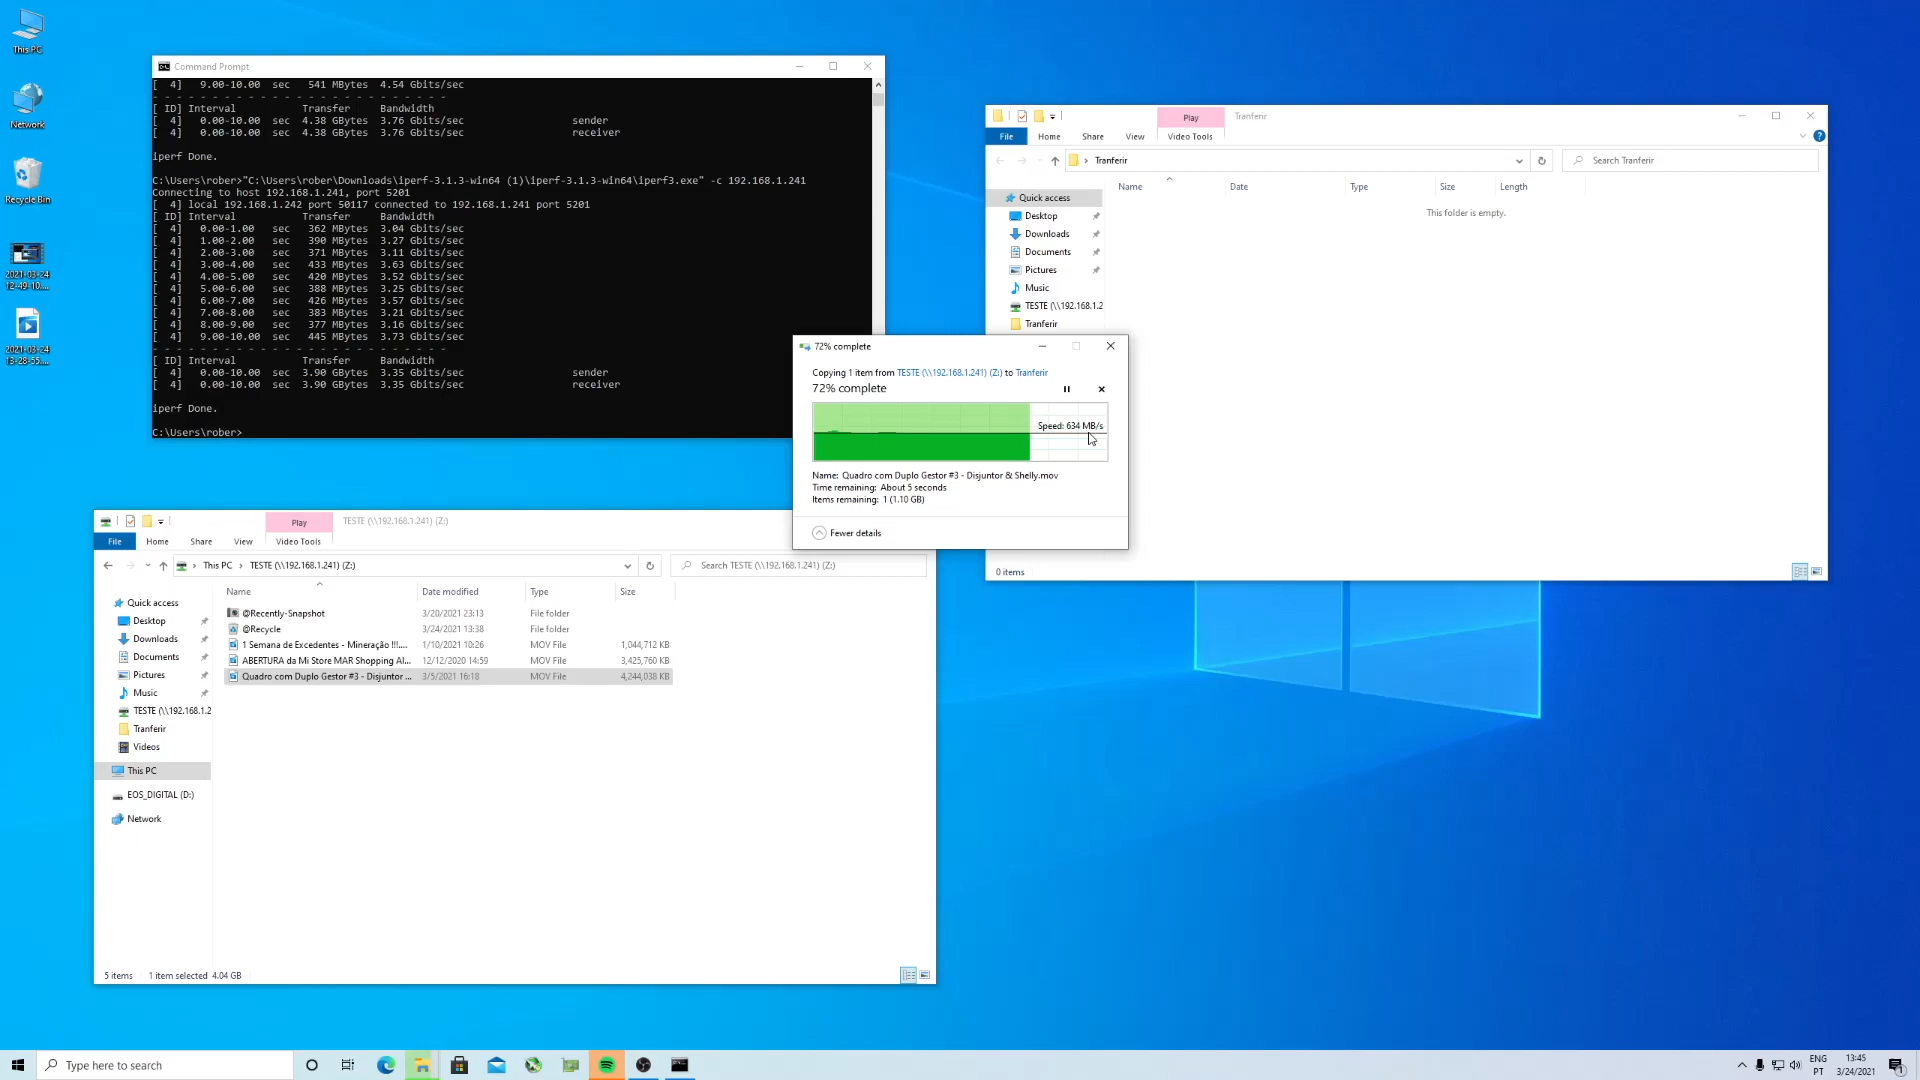 This PC
Network
Recycle Bin
2021-03-24
12-49-10....
2021-03-24
13-28-55....
Command Prompt
[  4]   9.00-10.00  sec   541 MBytes  4.54 Gbits/sec
- - - - - - - - - - - - - - - - - - - - - - - - -
[ ID] Interval           Transfer     Bandwidth
[  4]   0.00-10.00  sec  4.38 GBytes  3.76 Gbits/sec                  sender
[  4]   0.00-10.00  sec  4.38 GBytes  3.76 Gbits/sec                  receiver
iperf Done.
C:\Users\rober>"C:\Users\rober\Downloads\iperf-3.1.3-win64 (1)\iperf-3.1.3-win64\iperf3.exe" -c 192.168.1.241
Connecting to host 192.168.1.241, port 5201
[  4] local 192.168.1.242 port 50117 connected to 192.168.1.241 port 5201
[ ID] Interval           Transfer     Bandwidth
[  4]   0.00-1.00   sec   362 MBytes  3.04 Gbits/sec
[  4]   1.00-2.00   sec   390 MBytes  3.27 Gbits/sec
[  4]   2.00-3.00   sec   371 MBytes  3.11 Gbits/sec
[  4]   3.00-4.00   sec   433 MBytes  3.63 Gbits/sec
[  4]   4.00-5.00   sec   420 MBytes  3.52 Gbits/sec
[  4]   5.00-6.00   sec   388 MBytes  3.25 Gbits/sec
[  4]   6.00-7.00   sec   426 MBytes  3.57 Gbits/sec
[  4]   7.00-8.00   sec   383 MBytes  3.21 Gbits/sec
[  4]   8.00-9.00   sec   377 MBytes  3.16 Gbits/sec
[  4]   9.00-10.00  sec   445 MBytes  3.73 Gbits/sec
- - - - - - - - - - - - - - - - - - - - - - - - -
[ ID] Interval           Transfer     Bandwidth
[  4]   0.00-10.00  sec  3.90 GBytes  3.35 Gbits/sec                  sender
[  4]   0.00-10.00  sec  3.90 GBytes  3.35 Gbits/sec                  receiver
iperf Done.
C:\Users\rober>
Play Tranferir
File Home Share View Video Tools
Tranferir Search Tranferir
Name Date Type Size Length
This folder is empty.
Quick access
Desktop
Downloads
Documents
Pictures
Music
TESTE (\\192.168.1.2
Tranferir
0 items
72% complete
Copying 1 item from TESTE (\\192.168.1.241) (Z:) to Tranferir
72% complete
Speed: 634 MB/s
Name: Quadro com Duplo Gestor #3 - Disjuntor & Shelly.mov
Time remaining: About 5 seconds
Items remaining: 1 (1.10 GB)
Fewer details
Play TESTE (\\192.168.1.241) (Z:)
File Home Share View Video Tools
This PC TESTE (\\192.168.1.241) (Z:) Search TESTE (\\192.168.1.241) (Z:)
Quick access
Desktop
Downloads
Documents
Pictures
Music
TESTE (\\192.168.1.2
Tranferir
Videos
This PC
EOS_DIGITAL (D:)
Network
Name Date modified Type Size
@Recently-Snapshot 3/20/2021 23:13 File folder
@Recycle 3/24/2021 13:38 File folder
1 Semana de Excedentes - Mineração !!!.... 1/10/2021 10:26 MOV File 1,044,712 KB
ABERTURA da Mi Store MAR Shopping Al... 12/12/2020 14:59 MOV File 3,425,760 KB
Quadro com Duplo Gestor #3 - Disjuntor ... 3/5/2021 16:18 MOV File 4,244,038 KB
5 items 1 item selected 4.04 GB
Type here to search
ENG
PT
13:45
3/24/2021